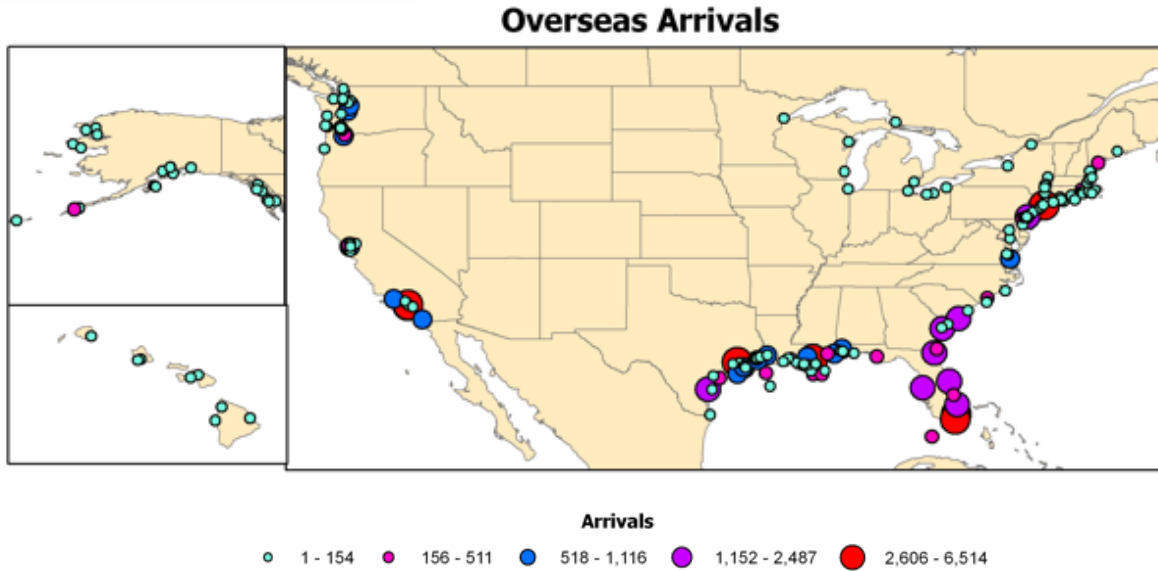 Overseas Arrivals
Arrivals
1 - 154 156 - 511 518 - 1,116 1,152 - 2,487 2,606 - 6,514